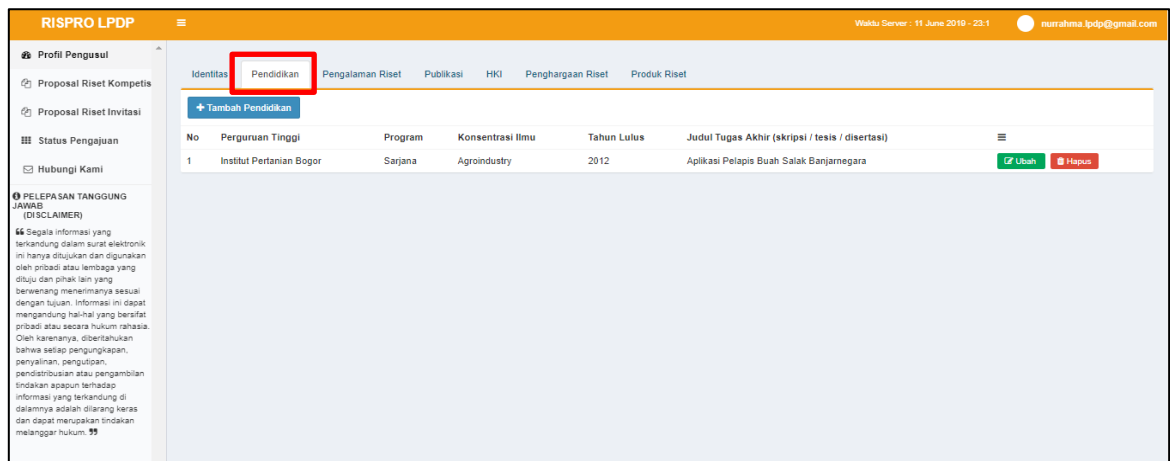 RISPRO LPDP
Waktu Server : 11 June 2019 - 23:1
nurrahma.lpdp@gmail.com
Profil Pengusul
Proposal Riset Kompetis
Proposal Riset Invitasi
Status Pengajuan
Hubungi Kami
PELEPASAN TANGGUNG
JAWAB
(DISCLAIMER)
❝ Segala informasi yang
terkandung dalam surat elektronik
ini hanya ditujukan dan digunakan
oleh pribadi atau lembaga yang
dituju dan pihak lain yang
berwenang menerimanya sesuai
dengan tujuan. Informasi ini dapat
mengandung hal-hal yang bersifat
pribadi atau secara hukum rahasia.
Oleh karenanya, diberitahukan
bahwa setiap pengungkapan,
penyalinan, pengutipan,
pendistribusian atau pengambilan
tindakan apapun terhadap
informasi yang terkandung di
dalamnya adalah dilarang keras
dan dapat merupakan tindakan
melanggar hukum. ❞
Identitas Pendidikan Pengalaman Riset Publikasi HKI Penghargaan Riset Produk Riset
+ Tambah Pendidikan
No Perguruan Tinggi Program Konsentrasi Ilmu Tahun Lulus Judul Tugas Akhir (skripsi / tesis / disertasi)
1 Institut Pertanian Bogor Sarjana Agroindustry 2012 Aplikasi Pelapis Buah Salak Banjarnegara Ubah Hapus